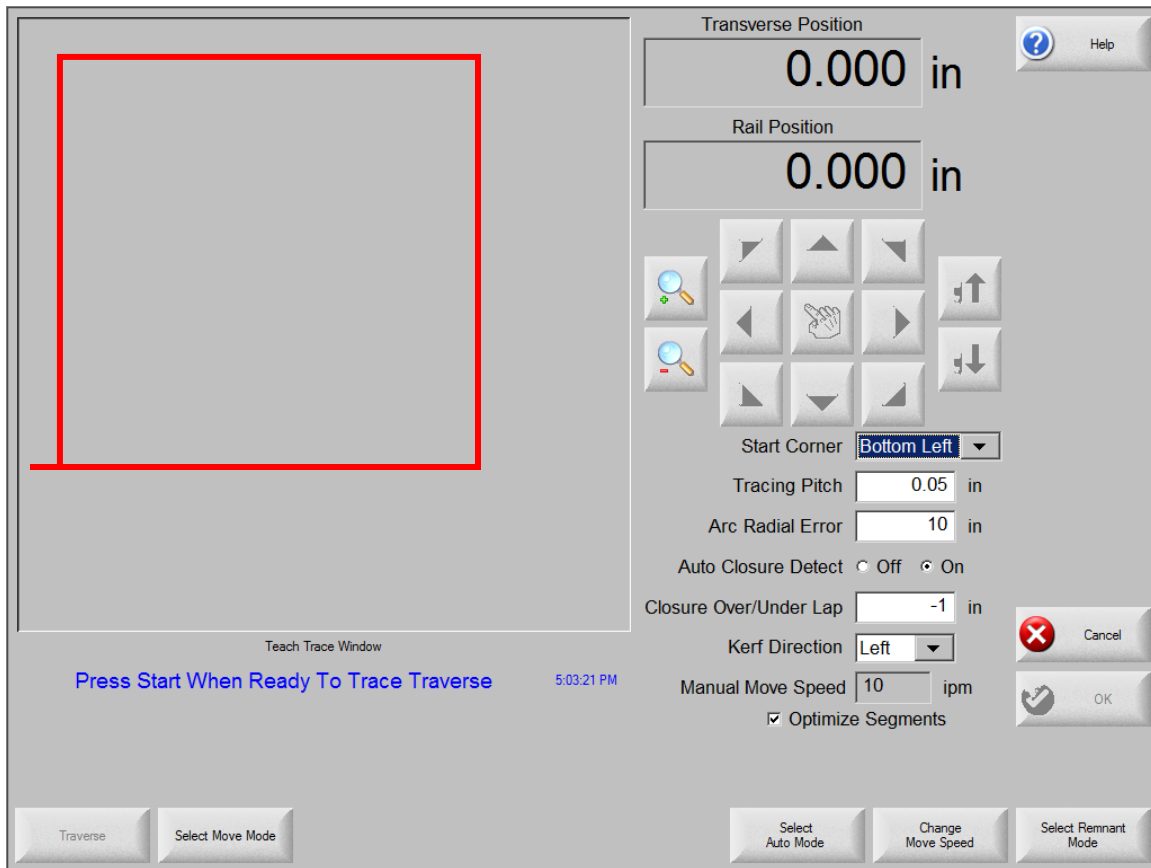 Transverse Position
0.000 in
Help
Rail Position
0.000 in
Start Corner Bottom Left
Tracing Pitch 0.05 in
Arc Radial Error 10 in
Auto Closure Detect Off On
Closure Over/Under Lap -1 in
Kerf Direction Left
Manual Move Speed 10 ipm
Optimize Segments
Cancel
OK
Teach Trace Window
Press Start When Ready To Trace Traverse 5:03:21 PM
Traverse
Select Move Mode
Select
Auto Mode
Change
Move Speed
Select Remnant
Mode